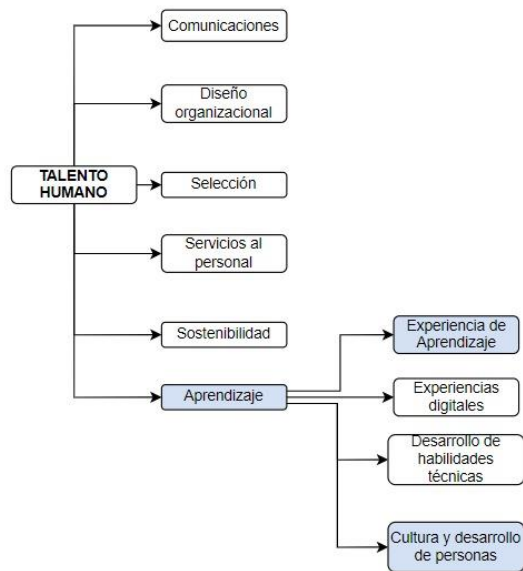 Comunicaciones
Diseño
organizacional
TALENTO
HUMANO
Selección
Servicios al
personal
Sostenibilidad
Aprendizaje
Experiencia de
Aprendizaje
Experiencias
digitales
Desarrollo de
habilidades
técnicas
Cultura y desarrollo
de personas